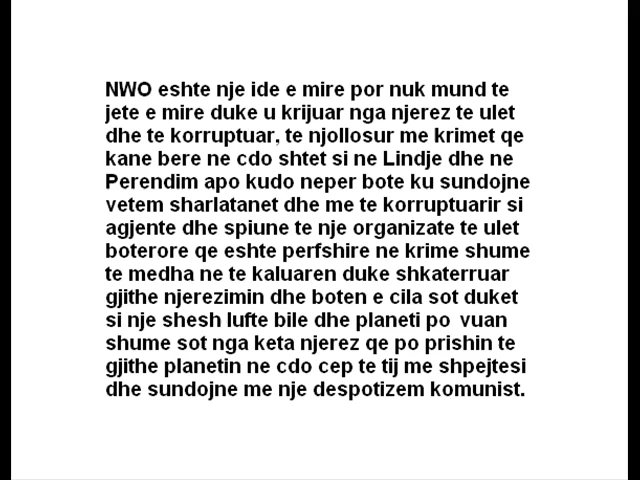 NWO eshte nje ide e mire por nuk mund te
jete e mire duke u krijuar nga njerez te ulet
dhe te korruptuar, te njollosur me krimet qe
kane bere ne cdo shtet si ne Lindje dhe ne
Perendim apo kudo neper bote ku sundojne
vetem sharlatanet dhe me te korruptuarir si
agjente dhe spiune te nje organizate te ulet
boterore qe eshte perfshire ne krime shume
te medha ne te kaluaren duke shkaterruar
gjithe njerezimin dhe boten e cila sot duket
si nje shesh lufte bile dhe planeti po vuan
shume sot nga keta njerez qe po prishin te
gjithe planetin ne cdo cep te tij me shpejtesi
dhe sundojne me nje despotizem komunist.